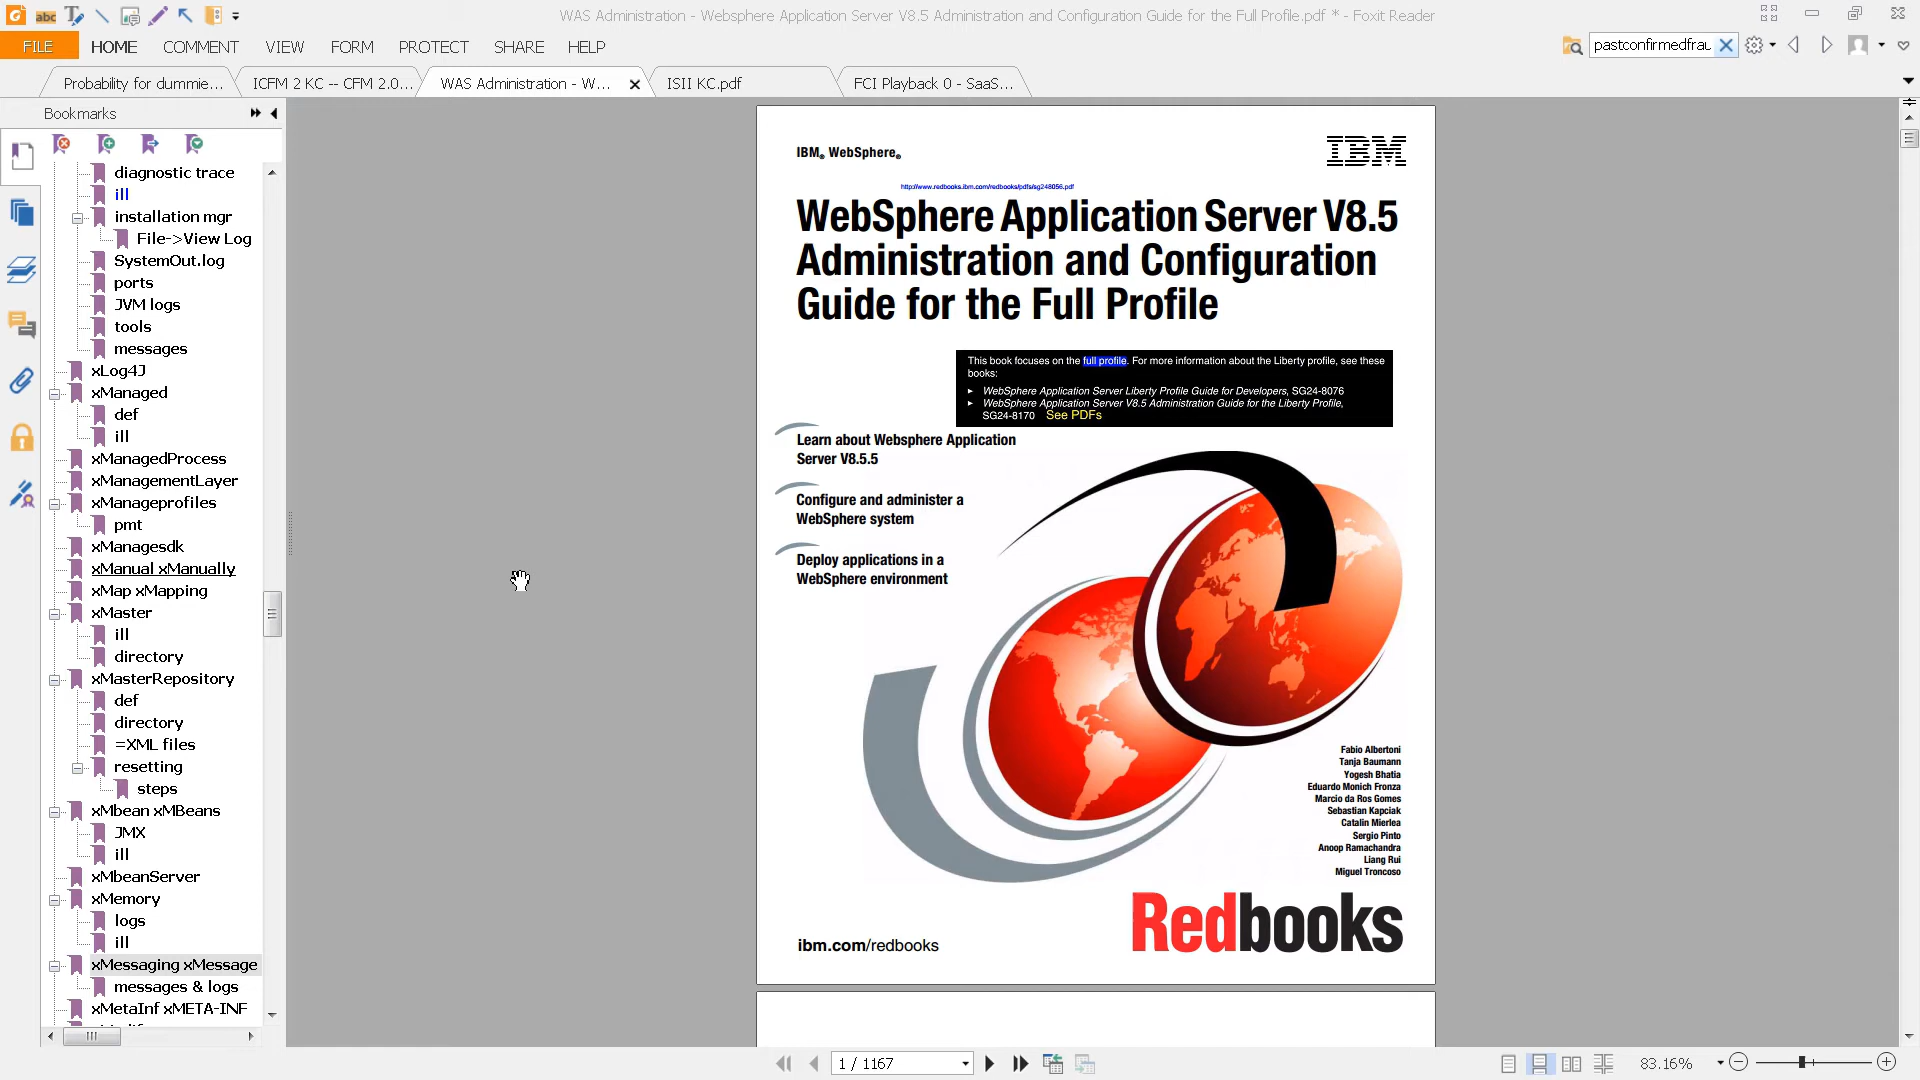 WAS Administration - Websphere Application Server V8.5 Administration and Configuration Guide for the Full Profile.pdf * - Foxit Reader
FILE HOME COMMENT VIEW FORM PROTECT SHARE HELP
pastconfirmedfrau
Probability for dummie... ICFM 2 KC -- CFM 2.0... WAS Administration - W... ISII KC.pdf FCI Playback 0 - SaaS...
Bookmarks
diagnostic trace
ill
installation mgr
File->View Log
SystemOut.log
ports
JVM logs
tools
messages
xLog4J
xManaged
def
ill
xManagedProcess
xManagementLayer
xManageprofiles
pmt
xManagesdk
xManual xManually
xMap xMapping
xMaster
ill
directory
xMasterRepository
def
directory
=XML files
resetting
steps
xMbean xMBeans
JMX
ill
xMbeanServer
xMemory
logs
ill
xMessaging xMessage
messages & logs
xMetaInf xMETA-INF
IBM® WebSphere®
IBM
http://www.redbooks.ibm.com/redbooks/pdfs/sg248056.pdf
WebSphere Application Server V8.5
Administration and Configuration
Guide for the Full Profile
This book focuses on the full profile. For more information about the Liberty profile, see these
books:
► WebSphere Application Server Liberty Profile Guide for Developers, SG24-8076
► WebSphere Application Server V8.5 Administration Guide for the Liberty Profile,
SG24-8170 See PDFs
Learn about Websphere Application
Server V8.5.5
Configure and administer a
WebSphere system
Deploy applications in a
WebSphere environment
Fabio Albertoni
Tanja Baumann
Yogesh Bhatia
Eduardo Monich Fronza
Marcio da Ros Gomes
Sebastian Kapciak
Catalin Mierlea
Sergio Pinto
Anoop Ramachandra
Liang Rui
Miguel Troncoso
ibm.com/redbooks
Redbooks
1 / 1167
83.16%